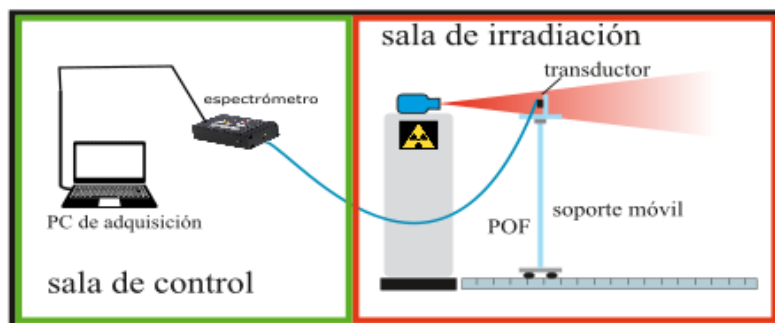 espectrómetro
PC de adquisición
sala de control
sala de irradiación
transductor
POF
soporte móvil